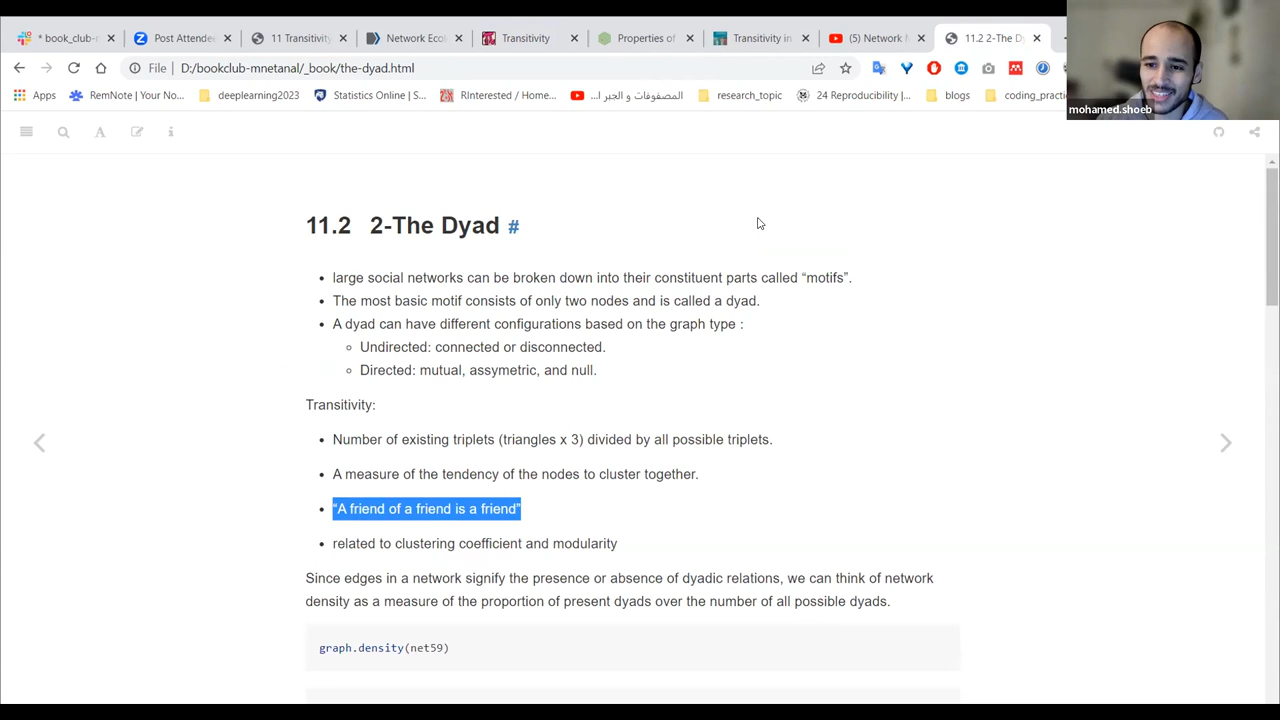 * book_club-m
Post Attende
11 Transitivity
Network Ecol
Transitivity
Properties of
Transitivity in
(5) Network M
11.2 2-The Dy
File
D:/bookclub-mnetanal/_book/the-dyad.html
Apps
RemNote | Your No...
deeplearning2023
Statistics Online | S...
RInterested / Home...
المصفوفات و الجبر ا...
research_topic
24 Reproducibility |...
blogs
coding_practi
mohamed.shoeb
A
i
11.2 2-The Dyad #
• large social networks can be broken down into their constituent parts called “motifs”.
• The most basic motif consists of only two nodes and is called a dyad.
• A dyad can have different configurations based on the graph type :
◦ Undirected: connected or disconnected.
◦ Directed: mutual, assymetric, and null.
Transitivity:
• Number of existing triplets (triangles x 3) divided by all possible triplets.
• A measure of the tendency of the nodes to cluster together.
• “A friend of a friend is a friend”
• related to clustering coefficient and modularity
Since edges in a network signify the presence or absence of dyadic relations, we can think of network
density as a measure of the proportion of present dyads over the number of all possible dyads.
graph.density(net59)